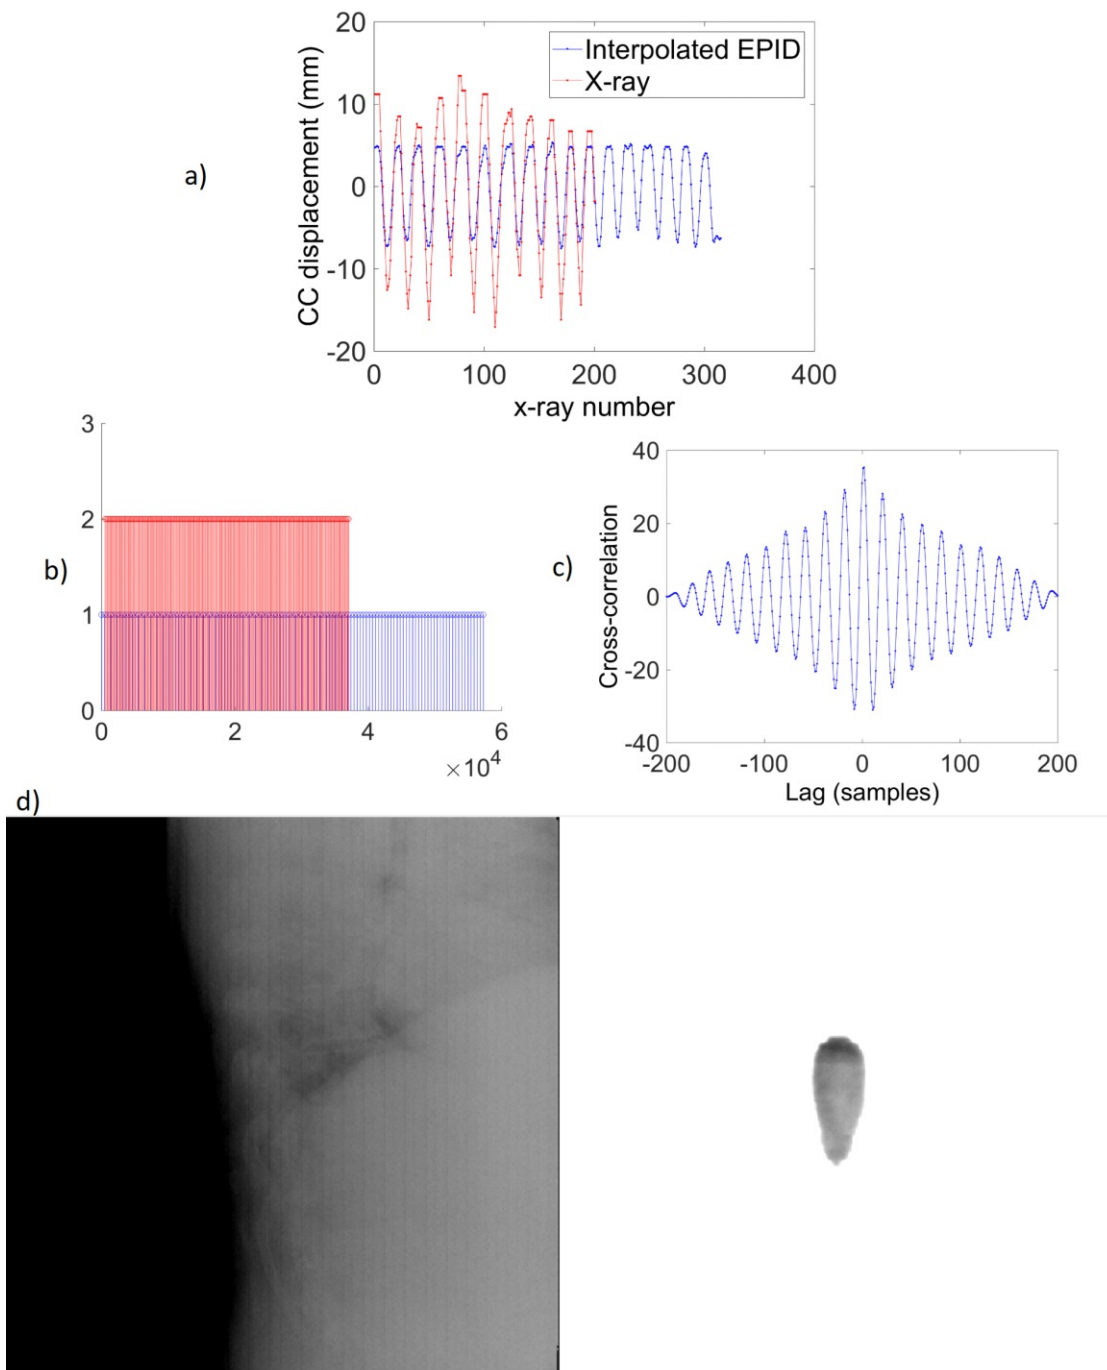 20
Interpolated EPID
X-ray
10
a)
0
CC displacement (mm)
-10
-20
0 100 200 300 400
x-ray number
3
2
b)
1
0
0 2 4 6
×10⁴
40
20
c)
0
Cross-correlation
-20
-40
-200 -100 0 100 200
Lag (samples)
d)